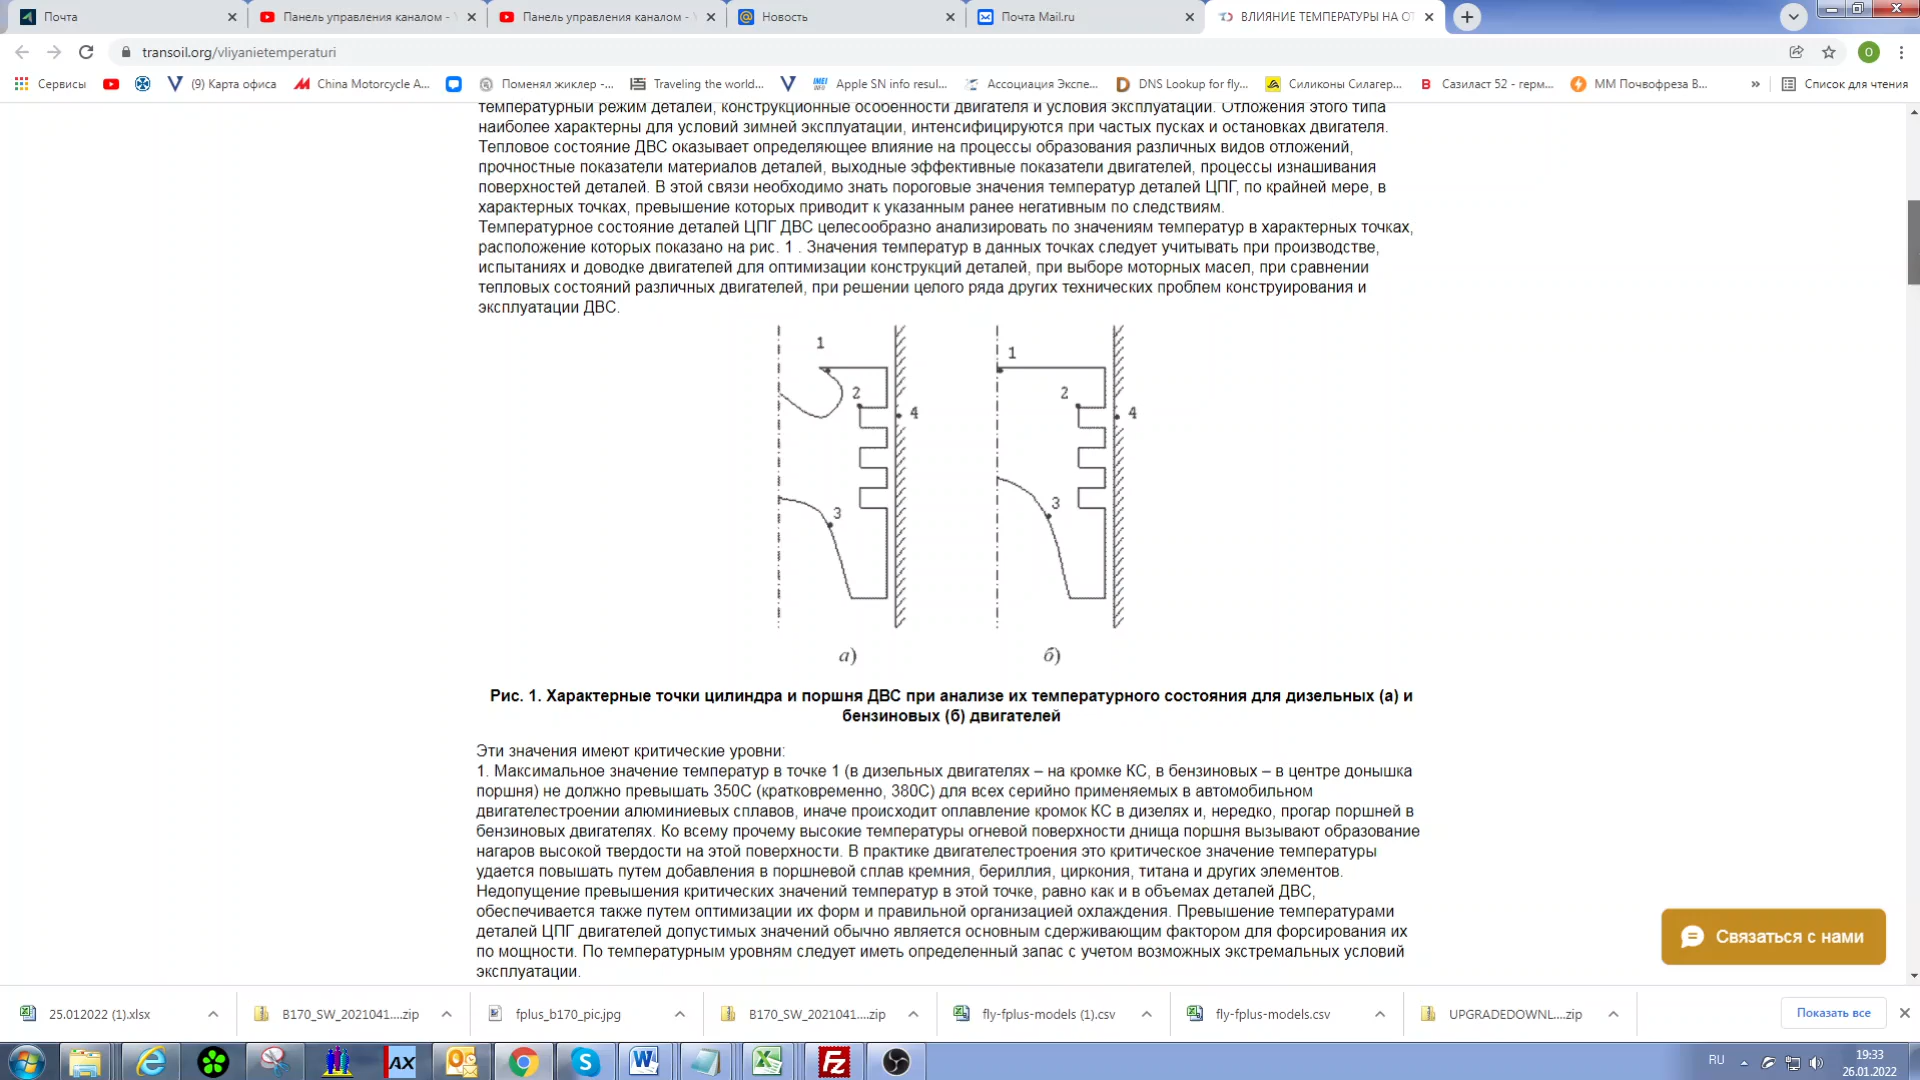 Почта
Панель управления каналом -
Панель управления каналом -
Новость
Почта Mail.ru
ВЛИЯНИЕ ТЕМПЕРАТУРЫ НА
transoil.org/vliyanietemperaturi
O
Сервисы
(9) Карта офиса
China Motorcycle A...
Поменял жиклер -...
Traveling the world...
Apple SN info resul...
Ассоциация Экспе...
DNS Lookup for fly...
Силиконы Силагер...
Сазиласт 52 - герм...
ММ Почвофреза В...
»
Список для чтения
температурный режим деталей, конструкционные особенности двигателя и условия эксплуатации. Отложения этого типа
наиболее характерны для условий зимней эксплуатации, интенсифицируются при частых пусках и остановках двигателя.
Тепловое состояние ДВС оказывает определяющее влияние на процессы образования различных видов отложений,
прочностные показатели материалов деталей, выходные эффективные показатели двигателей, процессы изнашивания
поверхностей деталей. В этой связи необходимо знать пороговые значения температур деталей ЦПГ, по крайней мере, в
характерных точках, превышение которых приводит к указанным ранее негативным по следствиям.
Температурное состояние деталей ЦПГ ДВС целесообразно анализировать по значениям температур в характерных точках,
расположение которых показано на рис. 1 . Значения температур в данных точках следует учитывать при производстве,
испытаниях и доводке двигателей для оптимизации конструкций деталей, при выборе моторных масел, при сравнении
тепловых состояний различных двигателей, при решении целого ряда других технических проблем конструирования и
эксплуатации ДВС.
1
2
4
3
1
2
4
3
а)
б)
Рис. 1. Характерные точки цилиндра и поршня ДВС при анализе их температурного состояния для дизельных (а) и
бензиновых (б) двигателей
Эти значения имеют критические уровни:
1. Максимальное значение температур в точке 1 (в дизельных двигателях – на кромке КС, в бензиновых – в центре донышка
поршня) не должно превышать 350С (кратковременно, 380С) для всех серийно применяемых в автомобильном
двигателестроении алюминиевых сплавов, иначе происходит оплавление кромок КС в дизелях и, нередко, прогар поршней в
бензиновых двигателях. Ко всему прочему высокие температуры огневой поверхности днища поршня вызывают образование
нагаров высокой твердости на этой поверхности. В практике двигателестроения это критическое значение температуры
удается повышать путем добавления в поршневой сплав кремния, бериллия, циркония, титана и других элементов.
Недопущение превышения критических значений температур в этой точке, равно как и в объемах деталей ДВС,
обеспечивается также путем оптимизации их форм и правильной организацией охлаждения. Превышение температурами
деталей ЦПГ двигателей допустимых значений обычно является основным сдерживающим фактором для форсирования их
по мощности. По температурным уровням следует иметь определенный запас с учетом возможных экстремальных условий
эксплуатации.
Связаться с нами
25.012022 (1).xlsx
B170_SW_2021041....zip
fplus_b170_pic.jpg
B170_SW_2021041....zip
fly-fplus-models (1).csv
fly-fplus-models.csv
UPGRADEDOWNL....zip
Показать все
AX
RU
19:33
26.01.2022